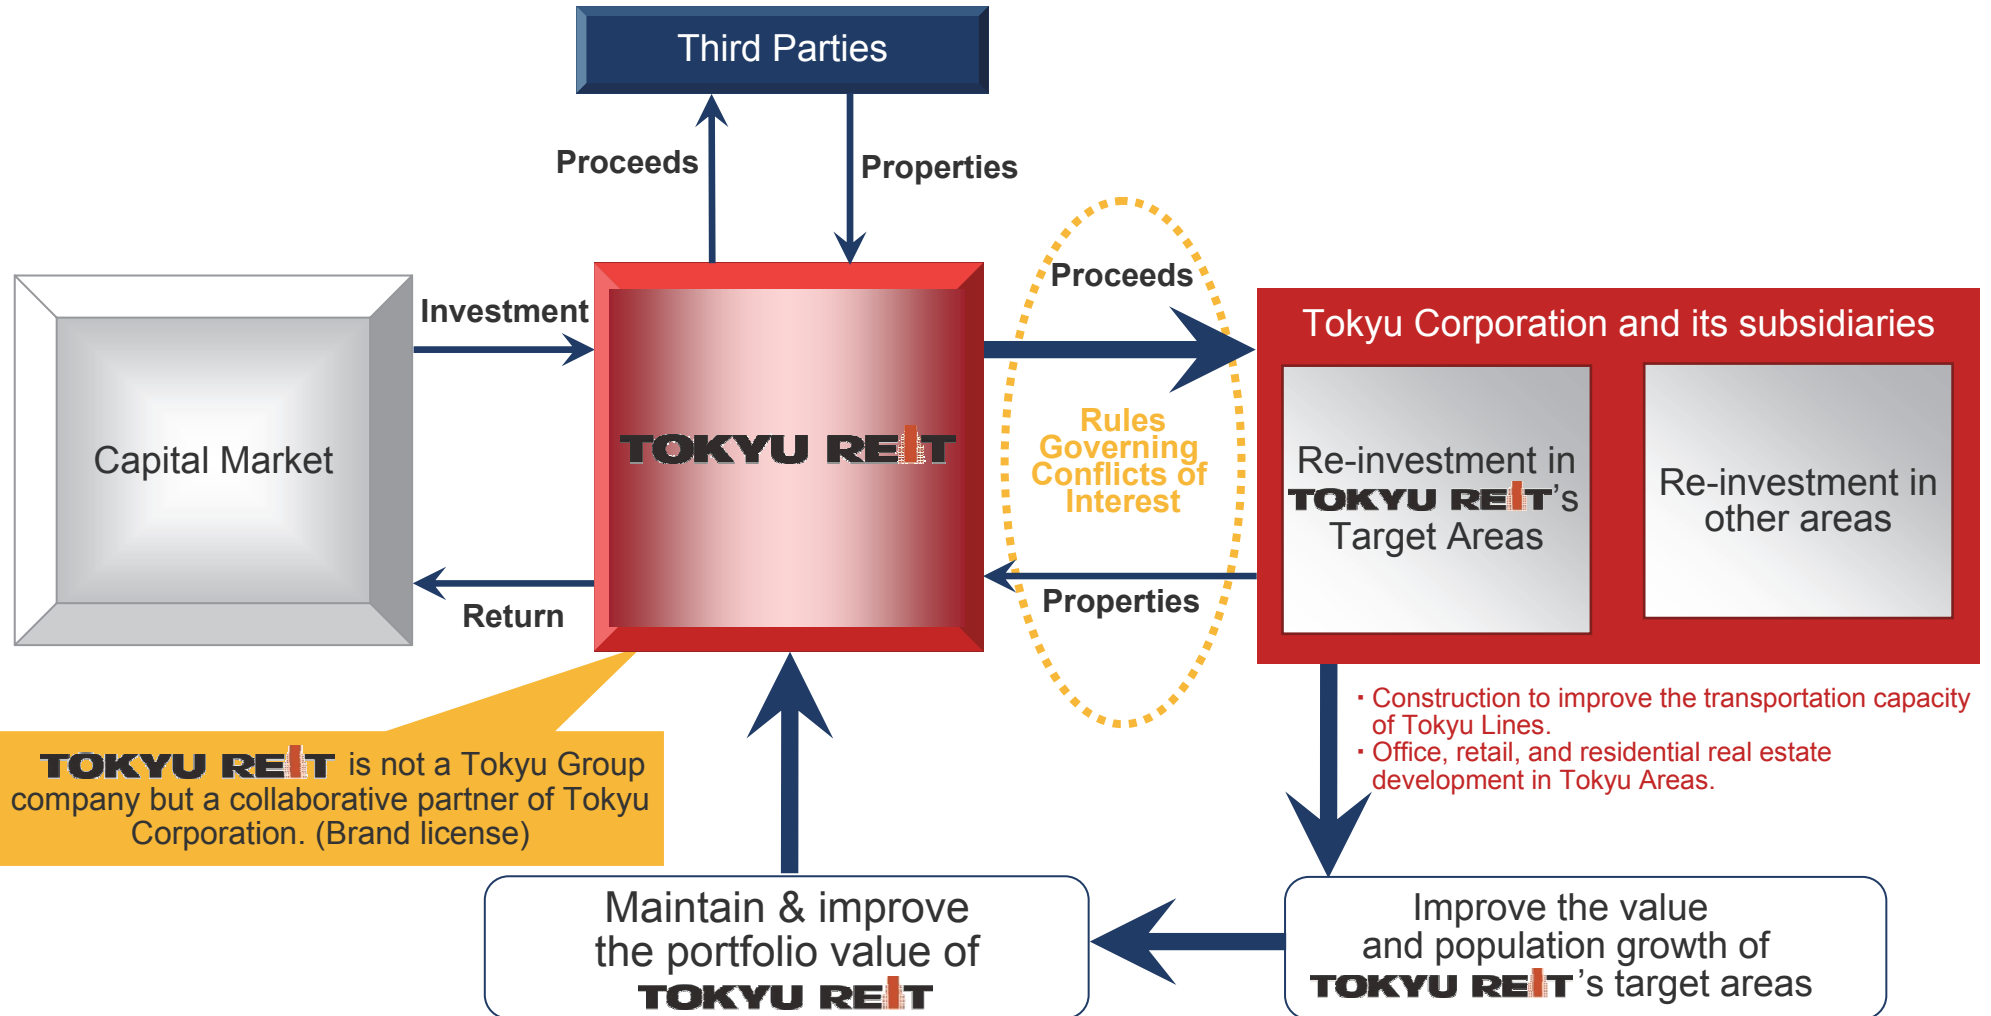 Third Parties
Proceeds
Properties
Investment
Proceeds
Tokyu Corporation and its subsidiaries
Capital Market
TOKYU REIT
Rules
Governing
Conflicts of
Interest
Re-investment in
TOKYU REIT's
Target Areas
Re-investment in
other areas
Return
Properties
・Construction to improve the transportation capacity
of Tokyu Lines.
・Office, retail, and residential real estate
development in Tokyu Areas.
TOKYU REIT is not a Tokyu Group
company but a collaborative partner of Tokyu
Corporation. (Brand license)
Maintain & improve
the portfolio value of
TOKYU REIT
Improve the value
and population growth of
TOKYU REIT's target areas